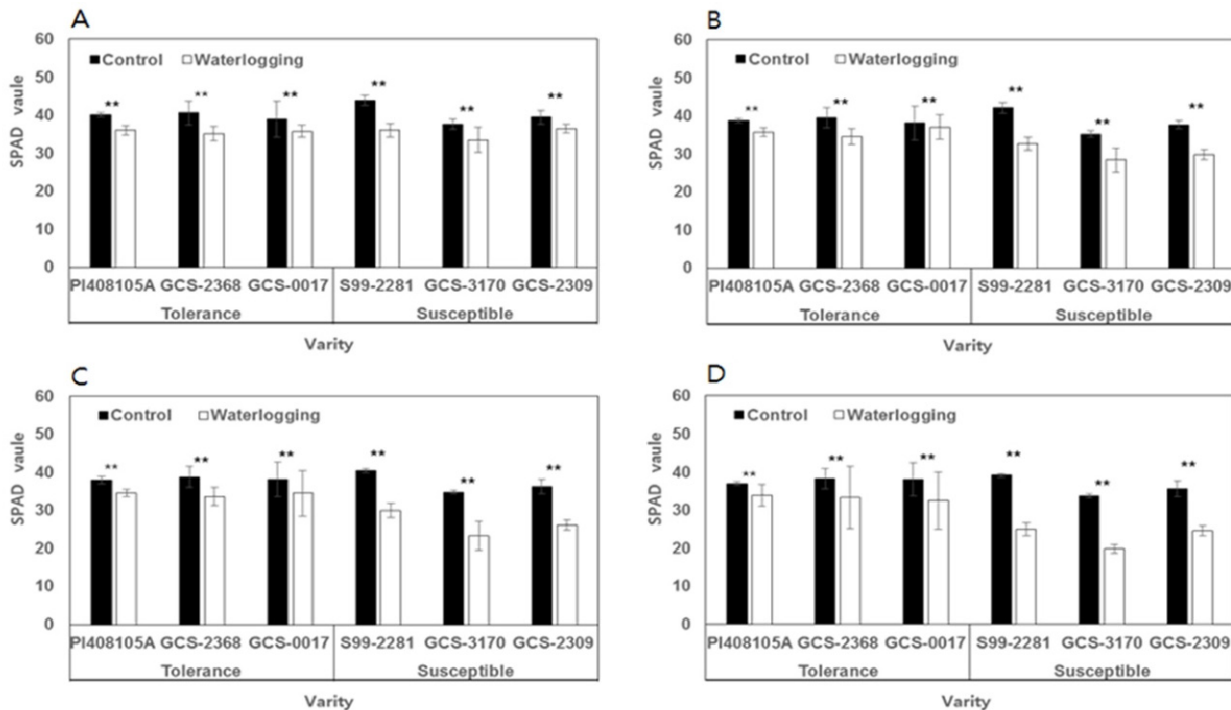 A
60
50
40
30
20
10
0
SPAD vaule
Control Waterlogging
** ** ** ** ** **
PI408105A GCS-2368 GCS-0017 S99-2281 GCS-3170 GCS-2309
Tolerance Susceptible
Varity
B
60
50
40
30
20
10
0
SPAD vaule
Control Waterlogging
** ** ** ** ** **
PI408105A GCS-2368 GCS-0017 S99-2281 GCS-3170 GCS-2309
Tolerance Susceptible
Varity
C
60
50
40
30
20
10
0
SPAD vaule
Control Waterlogging
** ** ** ** ** **
PI408105A GCS-2368 GCS-0017 S99-2281 GCS-3170 GCS-2309
Tolerance Susceptible
Varity
D
60
50
40
30
20
10
0
SPAD vaule
Control Waterlogging
** ** ** ** ** **
PI408105A GCS-2368 GCS-0017 S99-2281 GCS-3170 GCS-2309
Tolerance Susceptible
Varity